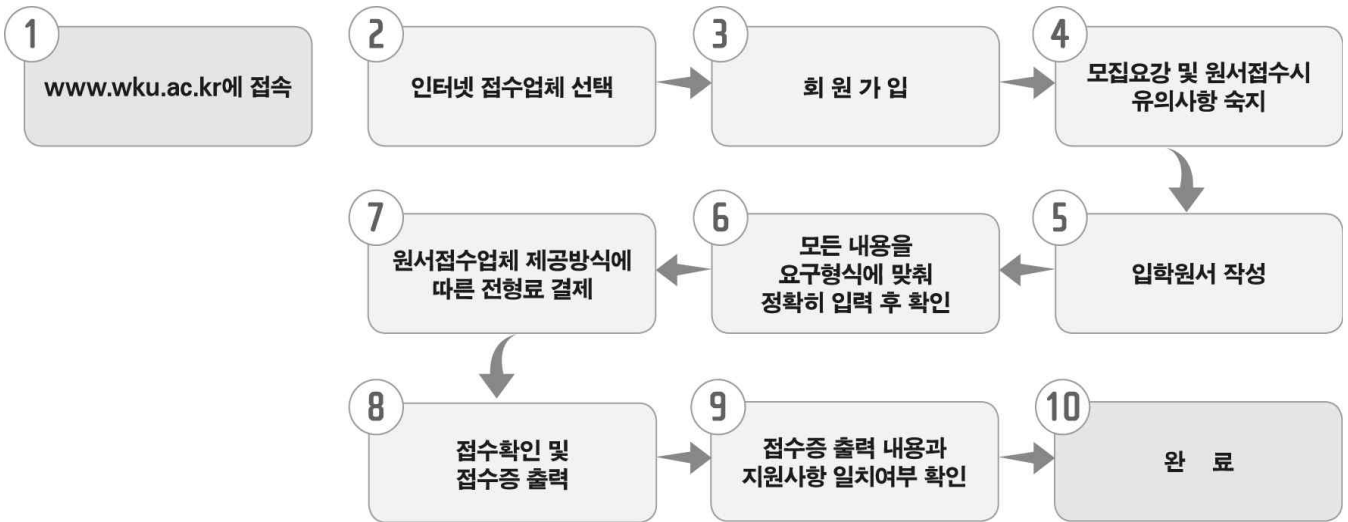 1
www.wku.ac.kr에 접속
2
인터넷 접수업체 선택
3
회 원 가 입
4
모집요강 및 원서접수시
유의사항 숙지
5
입학원서 작성
6
모든 내용을
요구형식에 맞춰
정확히 입력 후 확인
7
원서접수업체 제공방식에
따른 전형료 결제
8
접수확인 및
접수증 출력
9
접수증 출력 내용과
지원사항 일치여부 확인
10
완 료